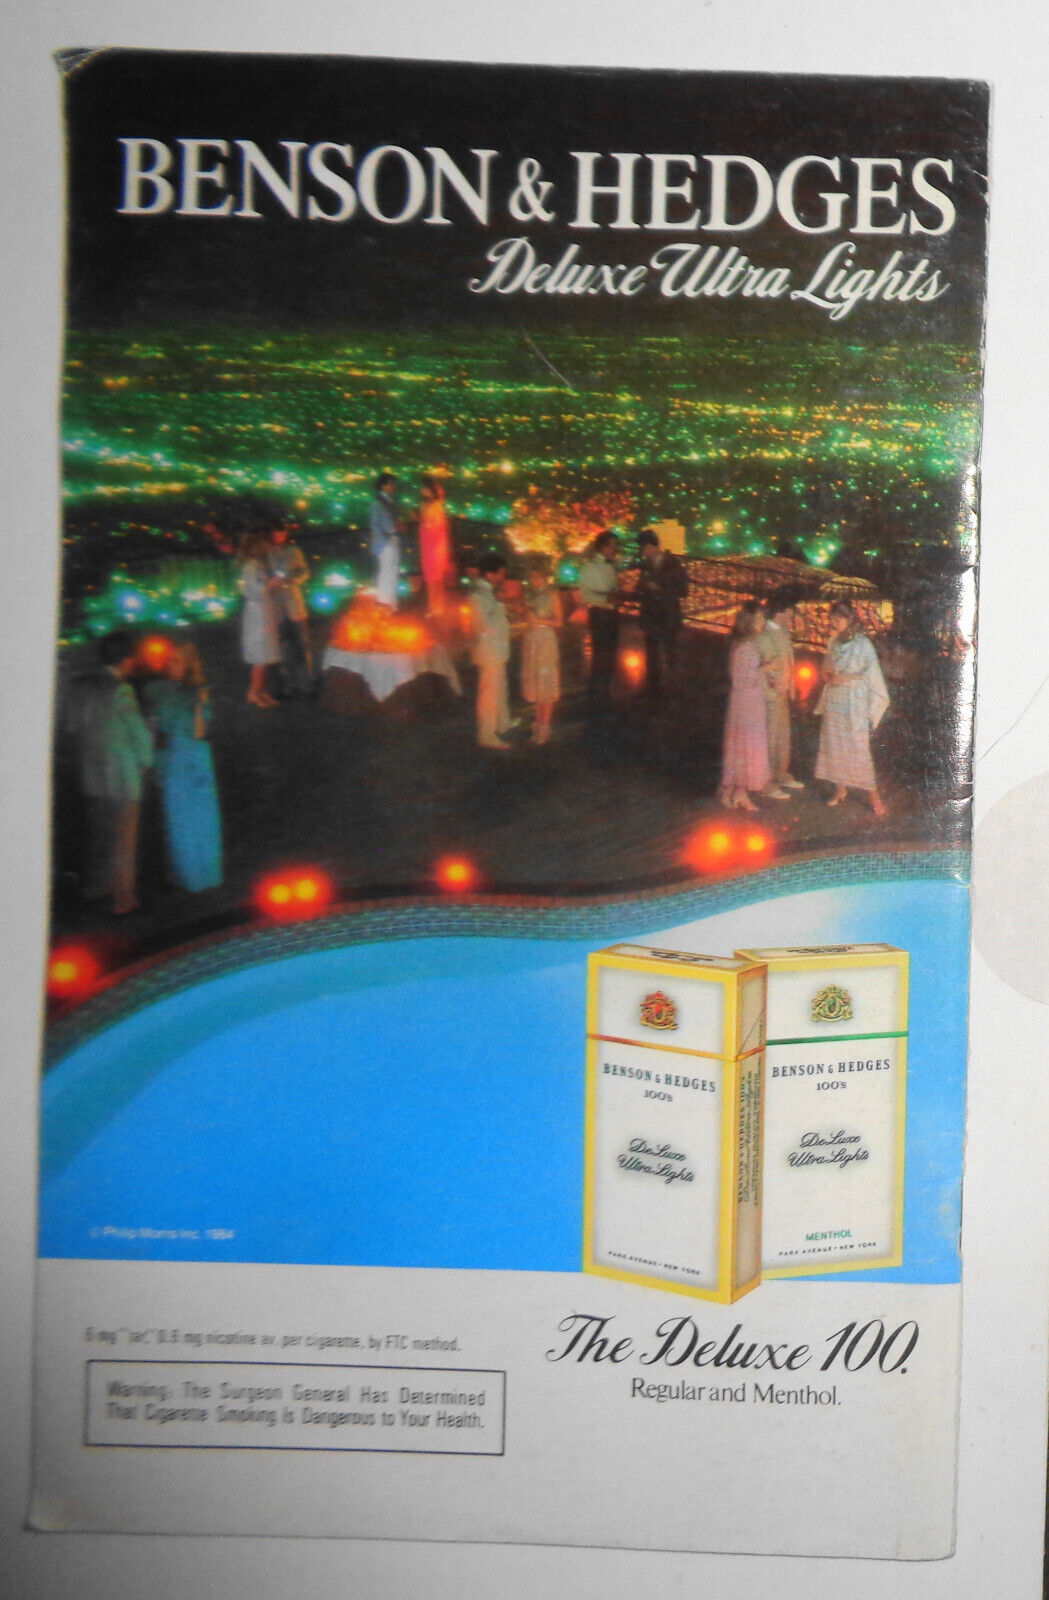 BENSON & HEDGES
Deluxe Ultra Lights
BENSON & HEDGES
100's
DeLuxe
Ultra Lights
PARK AVENUE • NEW YORK
BENSON & HEDGES 100's
BENSON & HEDGES
100's
DeLuxe
Ultra Lights
MENTHOL
PARK AVENUE • NEW YORK
© Philip Morris Inc. 1984
6 mg "tar," 0.6 mg nicotine av. per cigarette, by FTC method.
Warning: The Surgeon General Has Determined
That Cigarette Smoking Is Dangerous to Your Health.
The Deluxe 100.
Regular and Menthol.